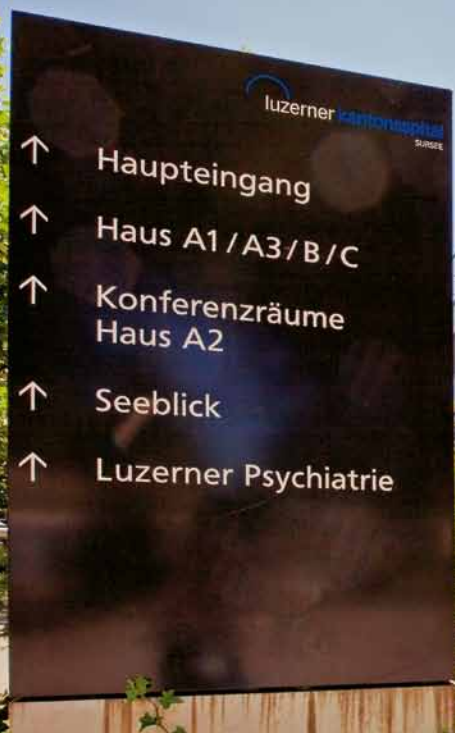 luzerner kantonsspital
SURSEE
↑ Haupteingang
↑ Haus A1/A3/B/C
↑ Konferenzräume
Haus A2
↑ Seeblick
↑ Luzerner Psychiatrie